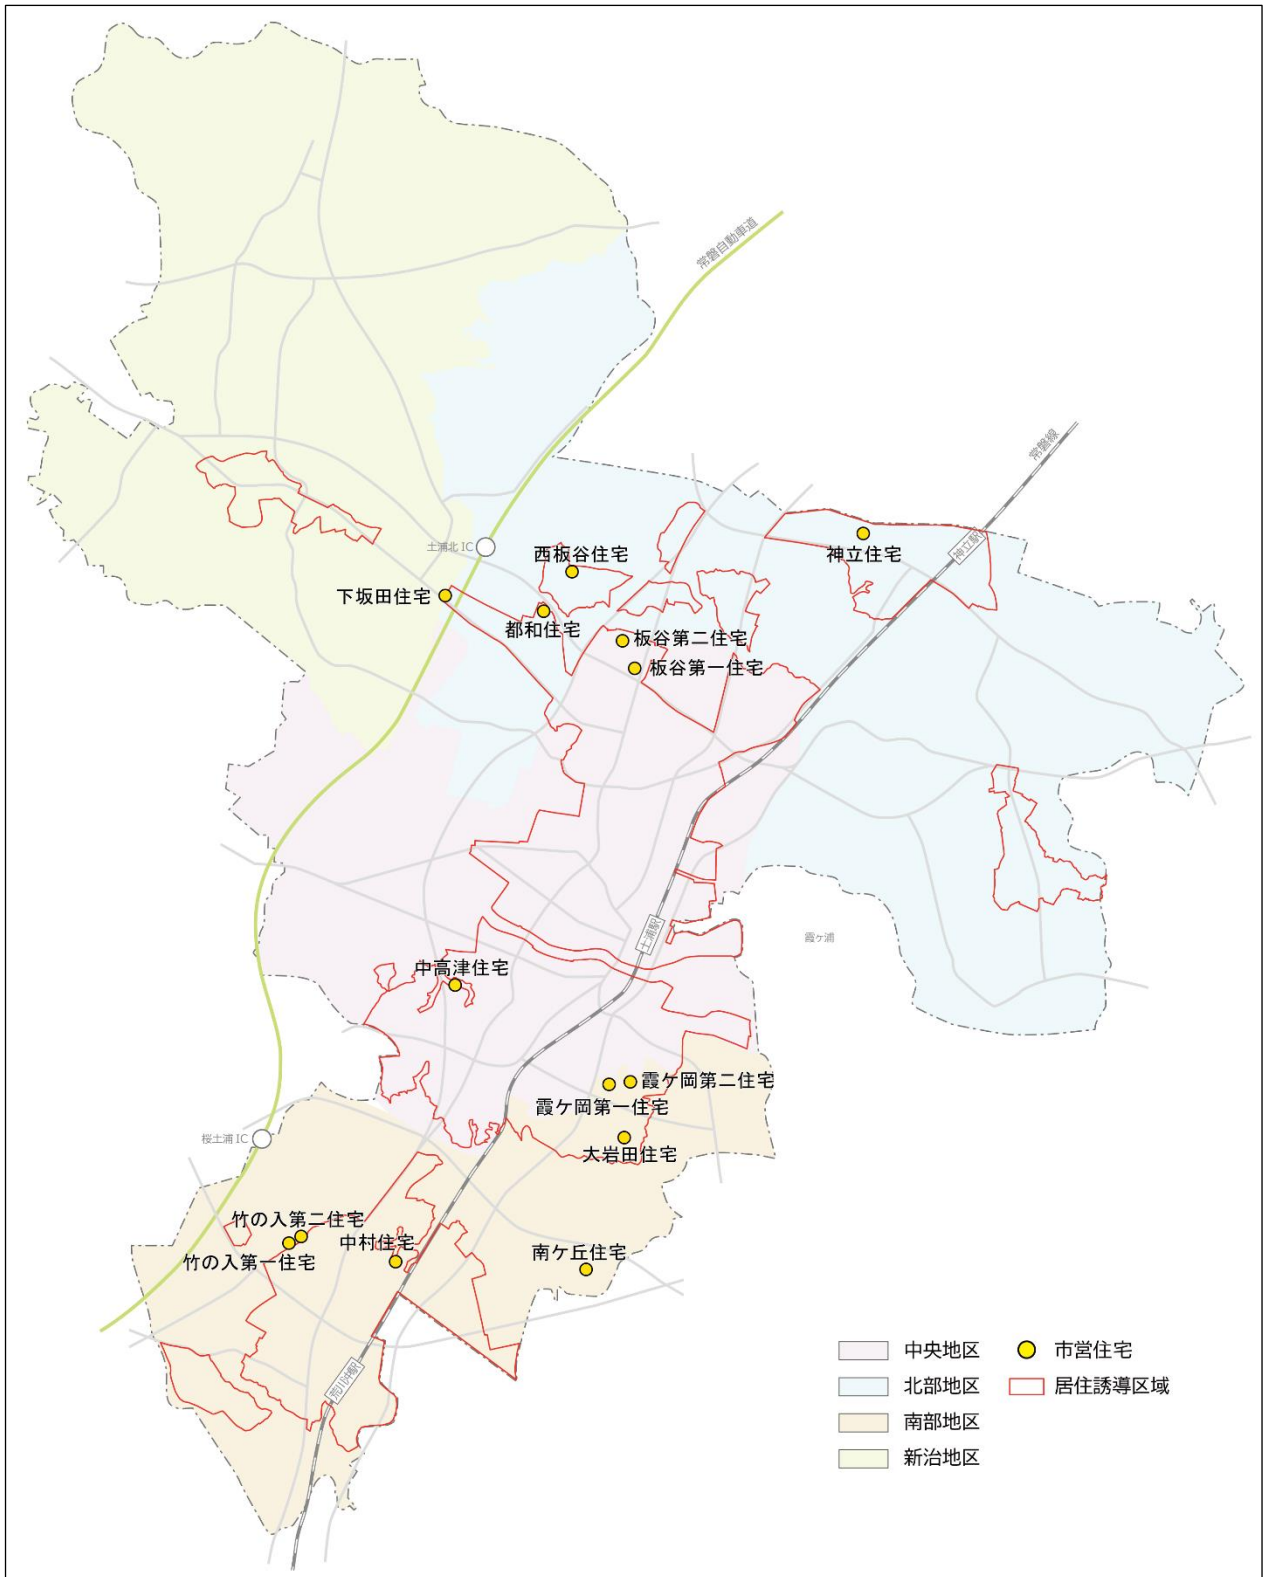 常磐自動車道
常磐線
土浦北 IC
西板谷住宅
神立住宅
神立駅
下坂田住宅
都和住宅
板谷第二住宅
板谷第一住宅
土浦駅
霞ヶ浦
中高津住宅
霞ケ岡第二住宅
霞ケ岡第一住宅
桜土浦 IC
大岩田住宅
竹の入第二住宅
中村住宅
竹の入第一住宅
南ケ丘住宅
荒川沖駅
中央地区
市営住宅
北部地区
居住誘導区域
南部地区
新治地区